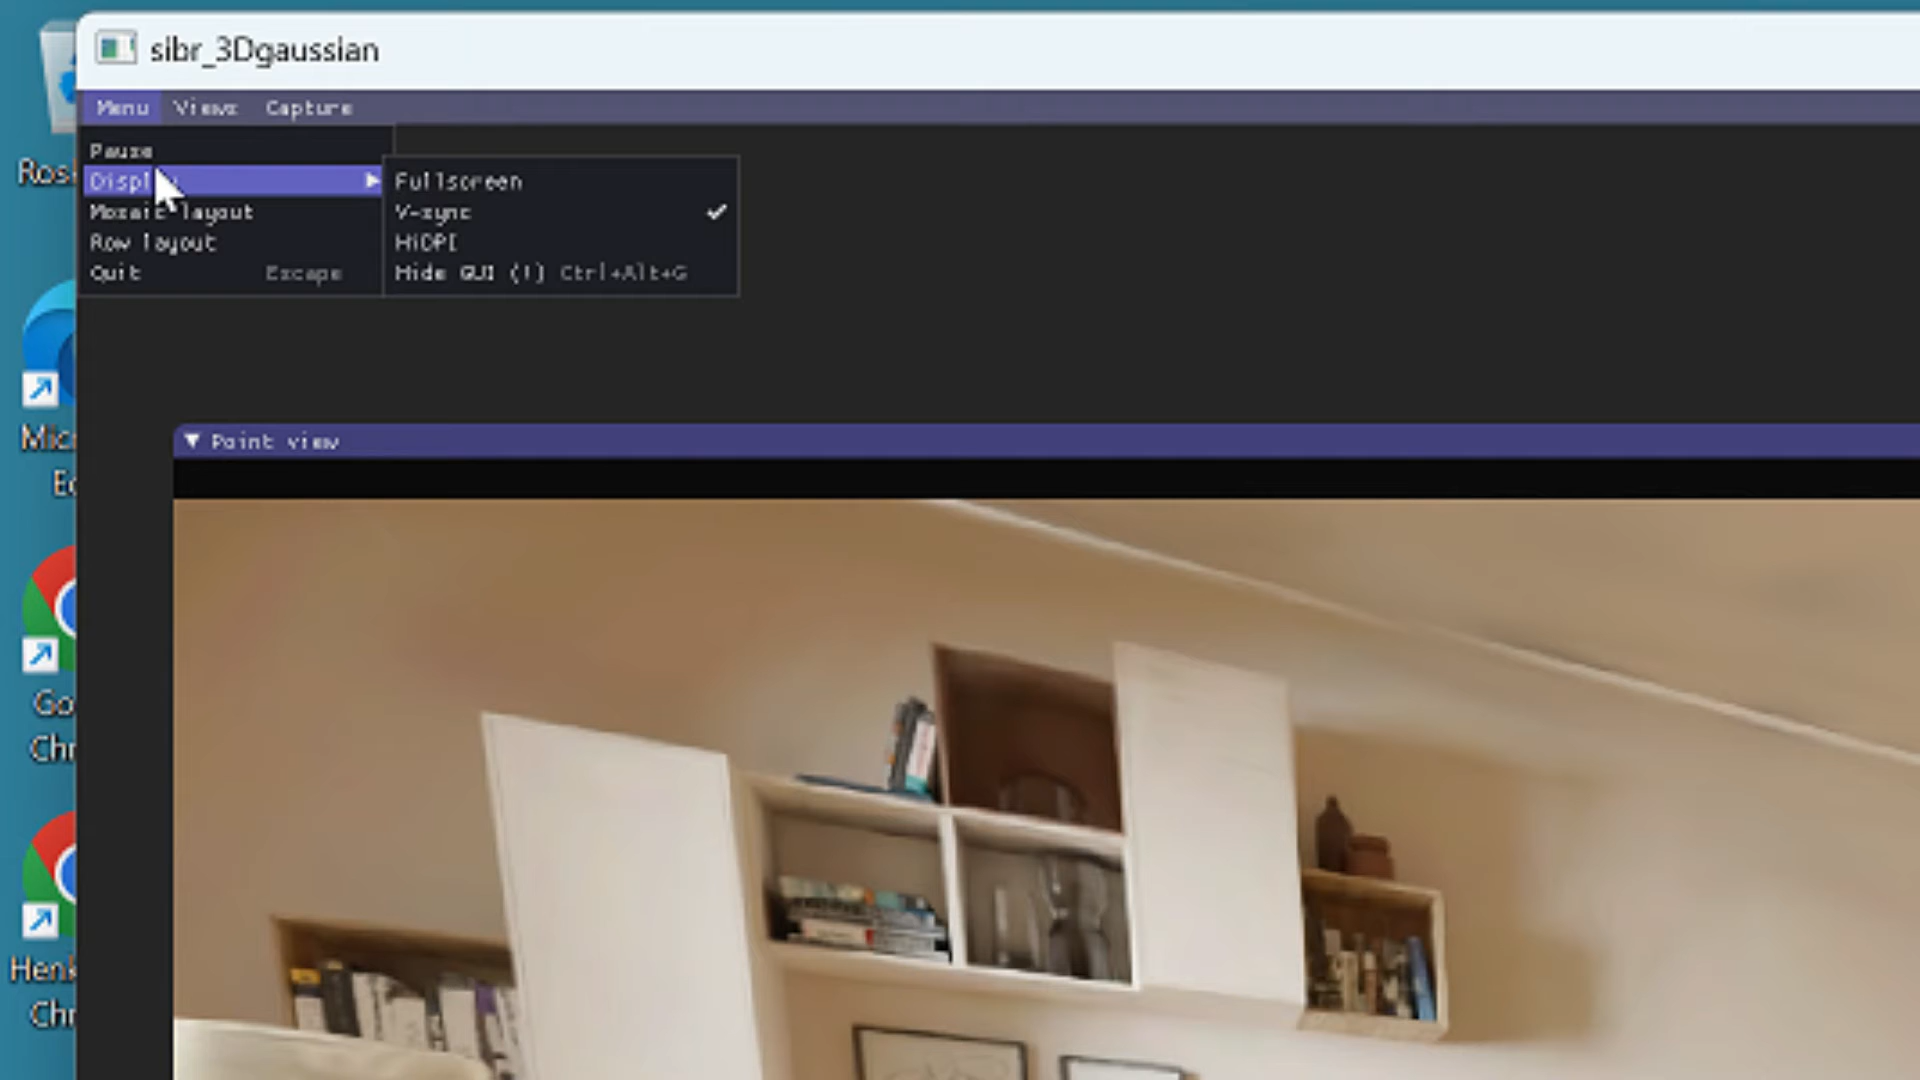 sibr_3Dgaussian
Menu Views Capture
Pause
Display
Mosaic layout
Row layout
Quit Escape
Fullscreen
V-sync
HiDPI
Hide GUI (!) Ctrl+Alt+G
Point view